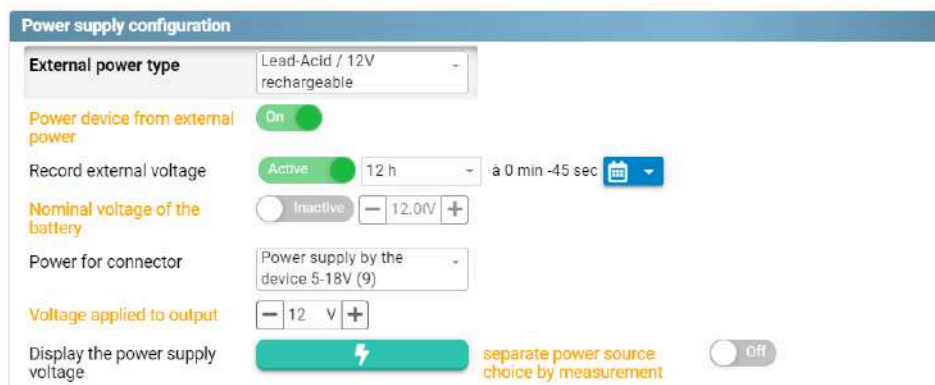 Power supply configuration
External power type
Lead-Acid / 12V
rechargeable
Power device from external
power
On
Record external voltage
Active
12 h
à 0 min -45 sec
Nominal voltage of the
battery
Inactive
12.0
V
Power for connector
Power supply by the
device 5-18V (9)
Voltage applied to output
12 V
Display the power supply
voltage
separate power source
choice by measurement
Off